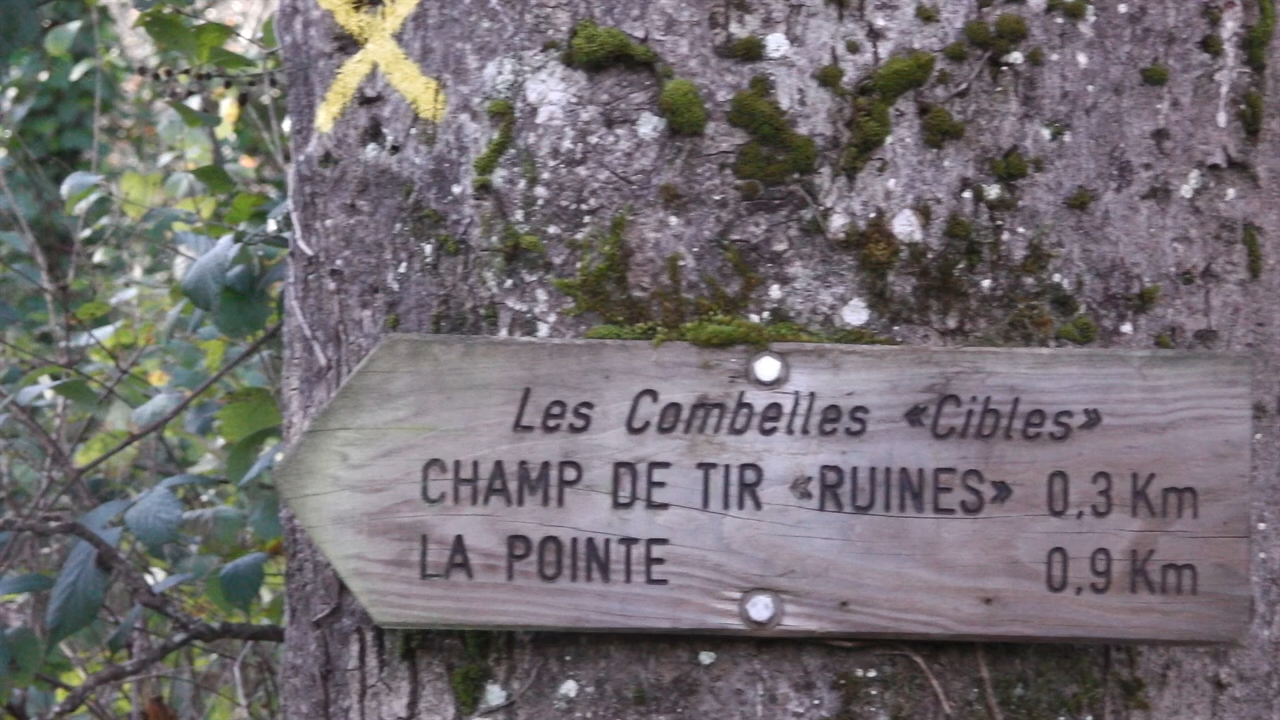 Les Combelles «Cibles»
CHAMP DE TIR «RUINES» 0,3 Km
LA POINTE 0,9 Km